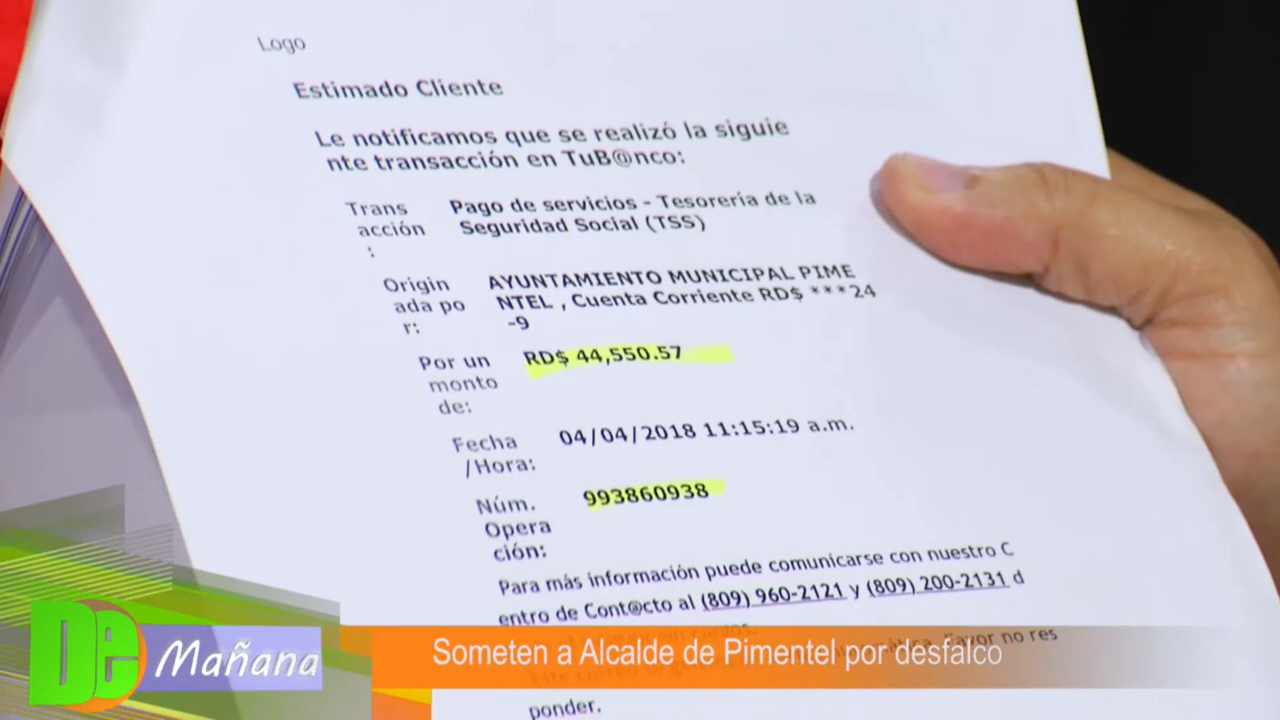 Logo
Estimado Cliente
Le notificamos que se realizó la siguie
nte transacción en TuB@nco:
Trans
acción
:
Pago de servicios - Tesorería de la
Seguridad Social (TSS)
Origin
ada po
r:
AYUNTAMIENTO MUNICIPAL PIME
NTEL , Cuenta Corriente RD$ ***24
-9
Por un
monto
de:
RD$ 44,550.57
Fecha
/Hora:
04/04/2018 11:15:19 a.m.
Núm.
Opera
ción:
993860938
Para más información puede comunicarse con nuestro C
entro de Cont@cto al (809) 960-2121 y (809) 200-2131 d
Favor no res
ponder.
De Mañana
Someten a Alcalde de Pimentel por desfalco